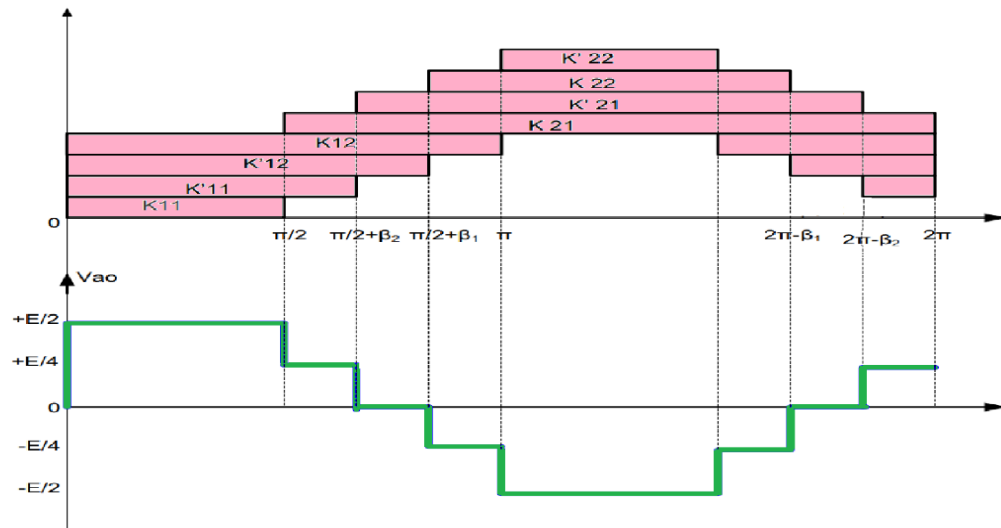 K' 22
K 22
K' 21
K 21
K12
K'12
K'11
K11
0
π/2 π/2+β₂ π/2+β₁ π 2π-β₁ 2π-β₂ 2π
Vao
+E/2
+E/4
0
-E/4
-E/2